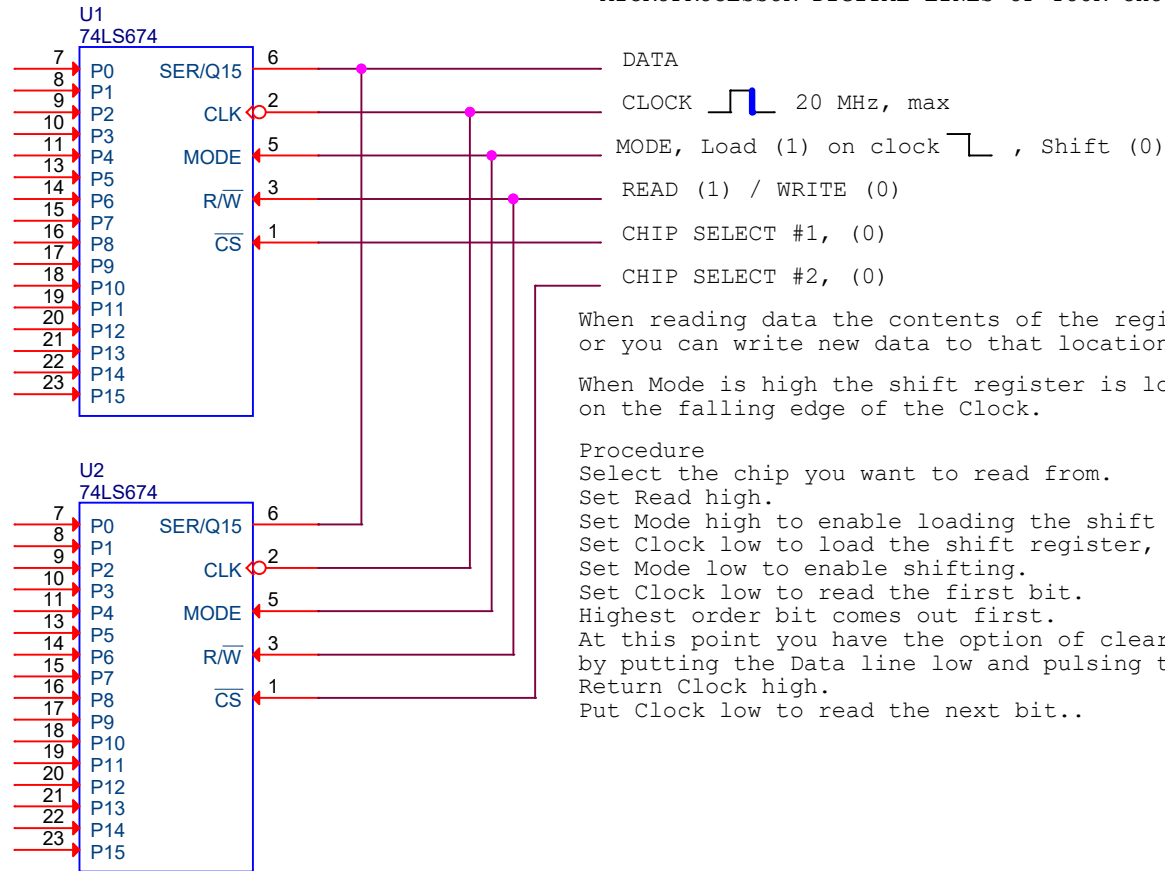 U1
74LS674
7 P0 SER/Q15 6 DATA
8 P1
9 P2 CLK 2 CLOCK 20 MHz, max
10 P3
11 P4 MODE 5 MODE, Load (1) on clock , Shift (0)
13 P5
14 P6 R/W 3 READ (1) / WRITE (0)
15 P7
16 P8 CS 1 CHIP SELECT #1, (0)
17 P9
18 P10 CHIP SELECT #2, (0)
19 P11
20 P12
21 P13
22 P14
23 P15
When reading data the contents of the regi
or you can write new data to that location
When Mode is high the shift register is lo
on the falling edge of the Clock.
Procedure
Select the chip you want to read from.
Set Read high.
Set Mode high to enable loading the shift
Set Clock low to load the shift register,
Set Mode low to enable shifting.
Set Clock low to read the first bit.
Highest order bit comes out first.
At this point you have the option of clear
by putting the Data line low and pulsing t
Return Clock high.
Put Clock low to read the next bit..
U2
74LS674
7 P0 SER/Q15 6
8 P1
9 P2 CLK 2
10 P3
11 P4 MODE 5
13 P5
14 P6 R/W 3
15 P7
16 P8 CS 1
17 P9
18 P10
19 P11
20 P12
21 P13
22 P14
23 P15